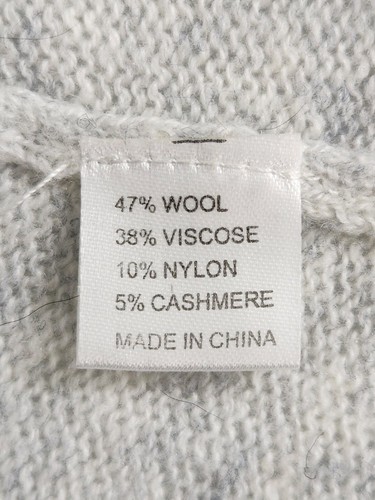 47% WOOL
38% VISCOSE
10% NYLON
5% CASHMERE
MADE IN CHINA